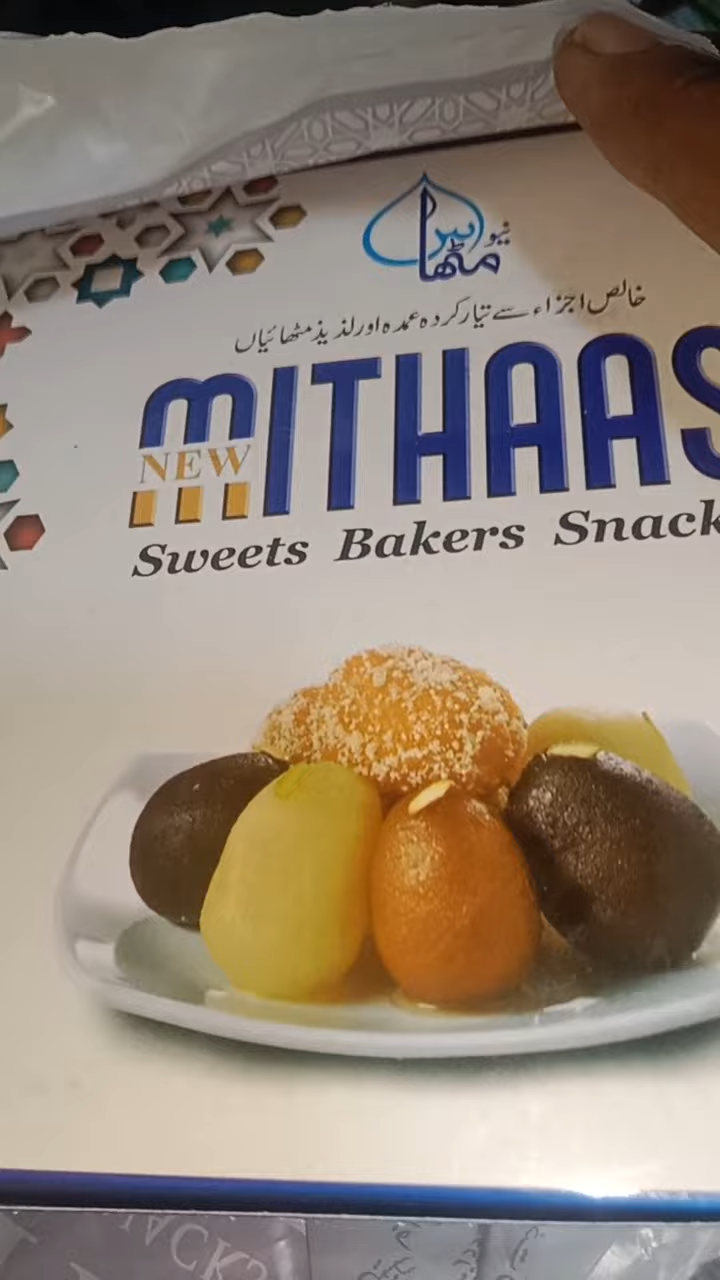 نیو
مٹھاس
خالص اجزاء سے تیار کردہ عمدہ اور لذیذ مٹھائیاں
MITHAAS
NEW
Sweets Bakers Snack